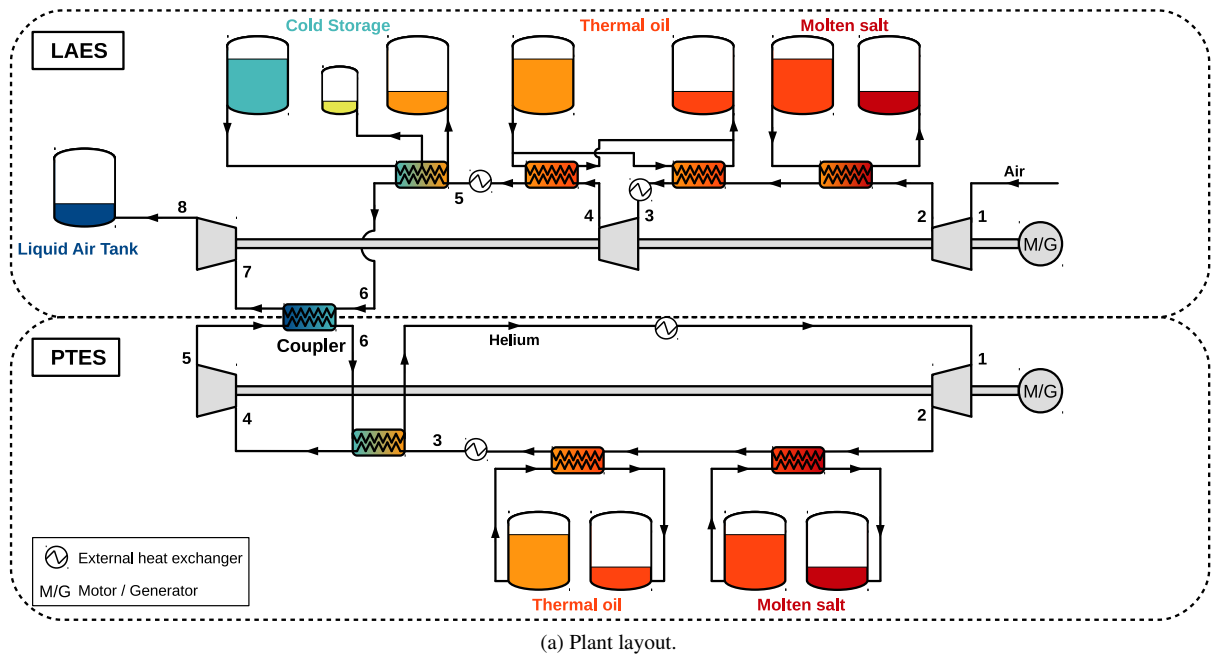 LAES
Cold Storage
Thermal oil
Molten salt
Air
5
4
3
2
1
8
M/G
Liquid Air Tank
7
6
6
Coupler
Helium
PTES
5
1
M/G
4
3
2
External heat exchanger
M/G Motor / Generator
Thermal oil
Molten salt
(a) Plant layout.